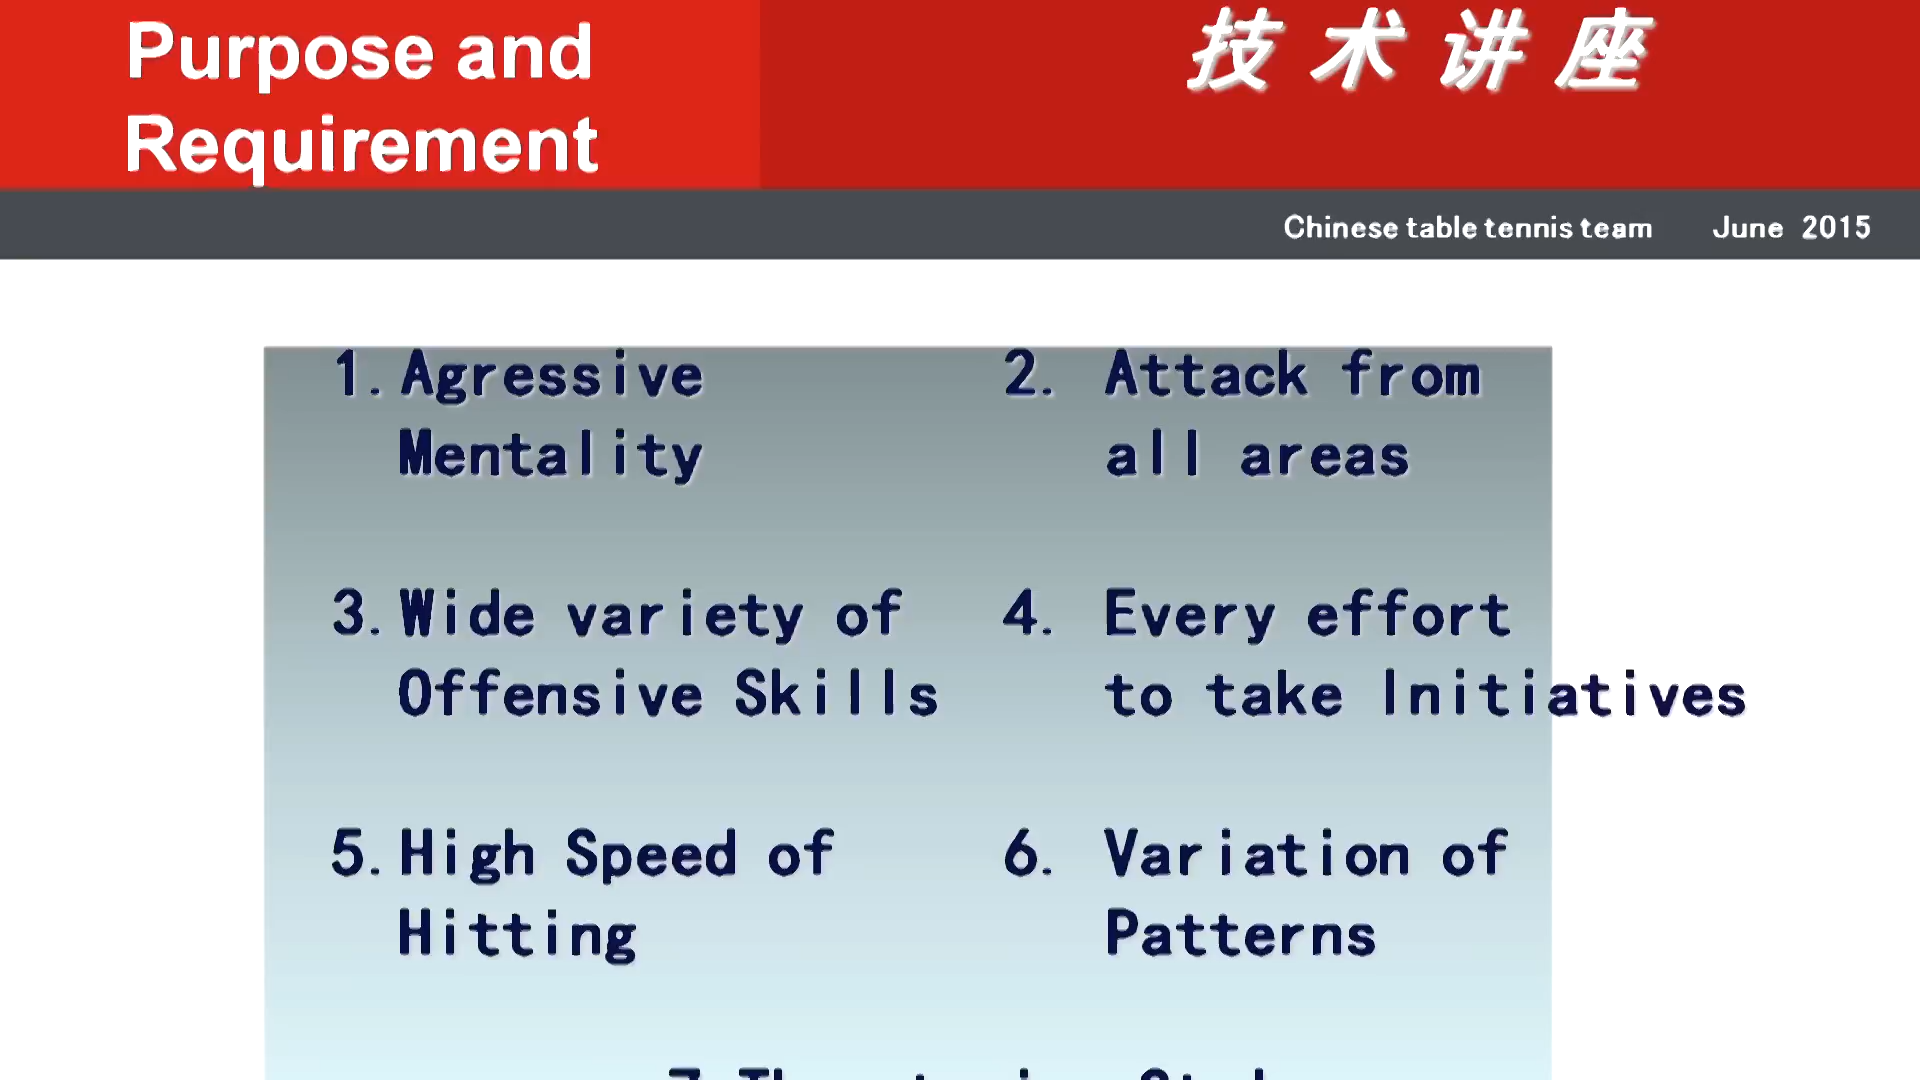 Purpose and
Requirement
技术讲座
Chinese table tennis team June 2015
1. Agressive
Mentality
2. Attack from
all areas
3. Wide variety of
Offensive Skills
4. Every effort
to take Initiatives
5. High Speed of
Hitting
6. Variation of
Patterns